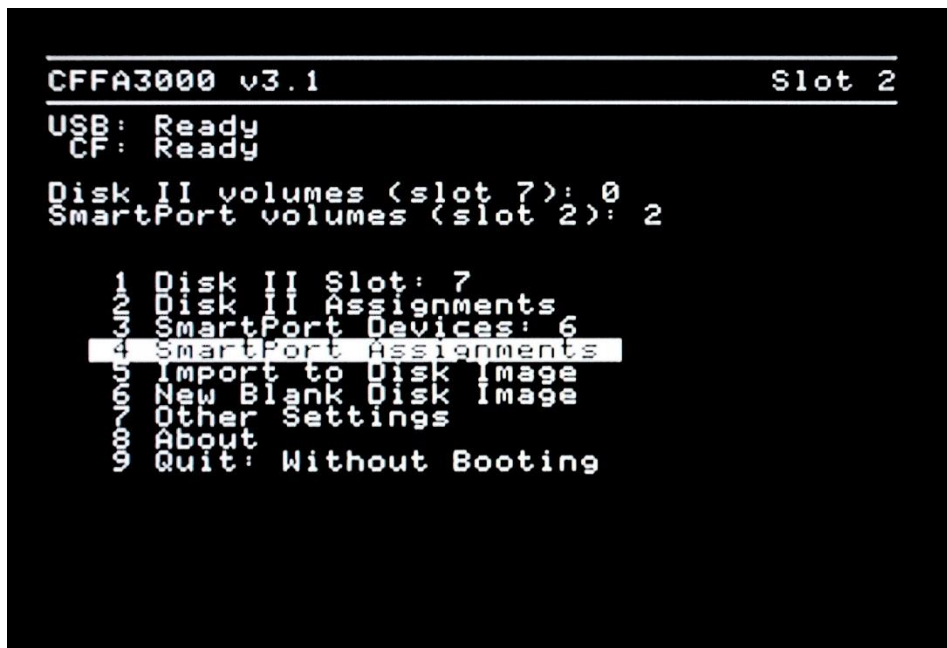 CFFA3000 v3.1 Slot 2
USB: Ready
CF: Ready
Disk II volumes (slot 7): 0
SmartPort volumes (slot 2): 2
1 Disk II Slot: 7
2 Disk II Assignments
3 SmartPort Devices: 6
4 SmartPort Assignments
5 Import to Disk Image
6 New Blank Disk Image
7 Other Settings
8 About
9 Quit: Without Booting